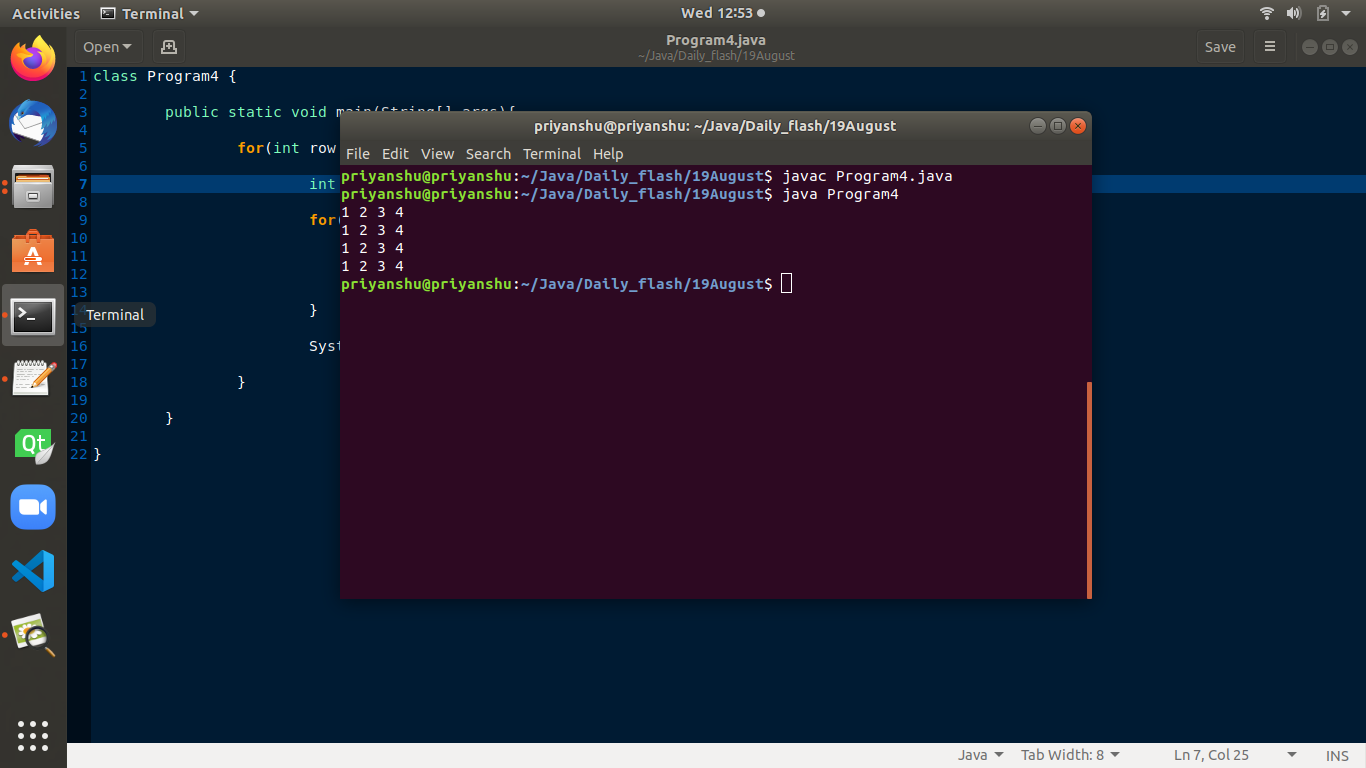 Activities Terminal Wed 12:53
Open Program4.java Save
~/Java/Daily_flash/19August
1 class Program4 {
2
3 public static void main(String[] args){
4
5 for(int row
6
7 int
8
9 for(
10
11
12
13
14 }
15
16 Syst
17
18 }
19
20 }
21
22 }
Terminal
priyanshu@priyanshu: ~/Java/Daily_flash/19August
File Edit View Search Terminal Help
priyanshu@priyanshu:~/Java/Daily_flash/19August$ javac Program4.java
priyanshu@priyanshu:~/Java/Daily_flash/19August$ java Program4
1 2 3 4
1 2 3 4
1 2 3 4
1 2 3 4
priyanshu@priyanshu:~/Java/Daily_flash/19August$
Qt
Java Tab Width: 8 Ln 7, Col 25 INS